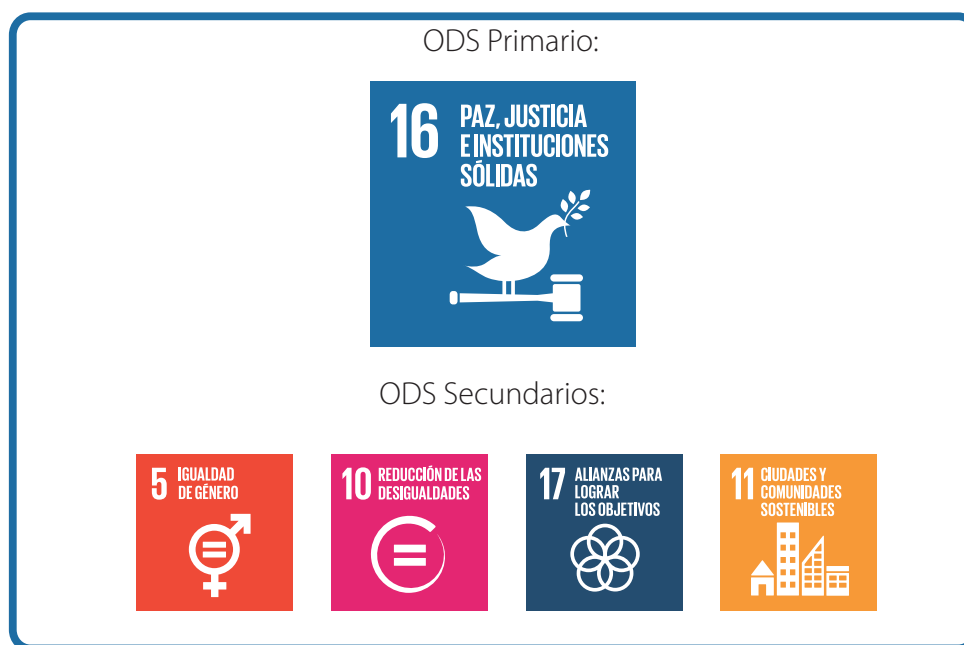 ODS Primario:
16 PAZ, JUSTICIA
E INSTITUCIONES
SÓLIDAS
ODS Secundarios:
5 IGUALDAD
DE GÉNERO
10 REDUCCIÓN DE LAS
DESIGUALDADES
17 ALIANZAS PARA
LOGRAR
LOS OBJETIVOS
11 CIUDADES Y
COMUNIDADES
SOSTENIBLES